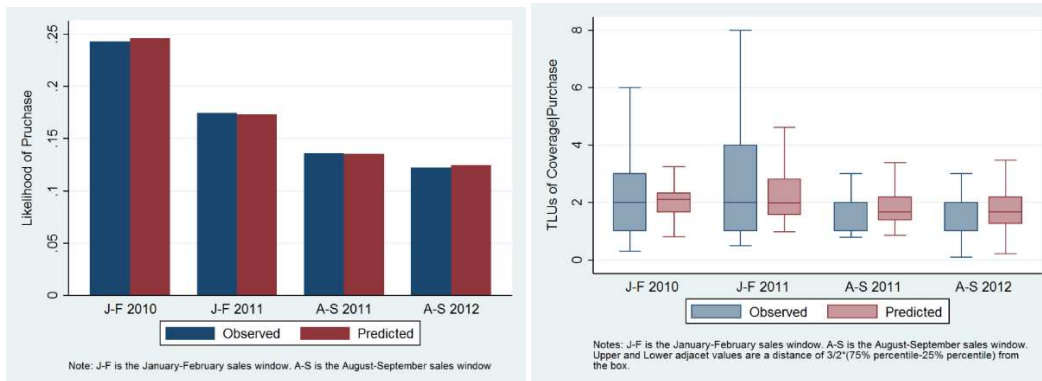 Likelihood of Pruchase
.25
.2
.15
.1
.05
0
J-F 2010 J-F 2011 A-S 2011 A-S 2012
Observed Predicted
Note: J-F is the January-February sales window. A-S is the August-September sales window
TLUs of Coverage|Purchase
8
6
4
2
0
J-F 2010 J-F 2011 A-S 2011 A-S 2012
Observed Predicted
Notes: J-F is the January-February sales window. A-S is the August-September sales window.
Upper and Lower adjacet values are a distance of 3/2*(75% percentile-25% percentile) from
the box.